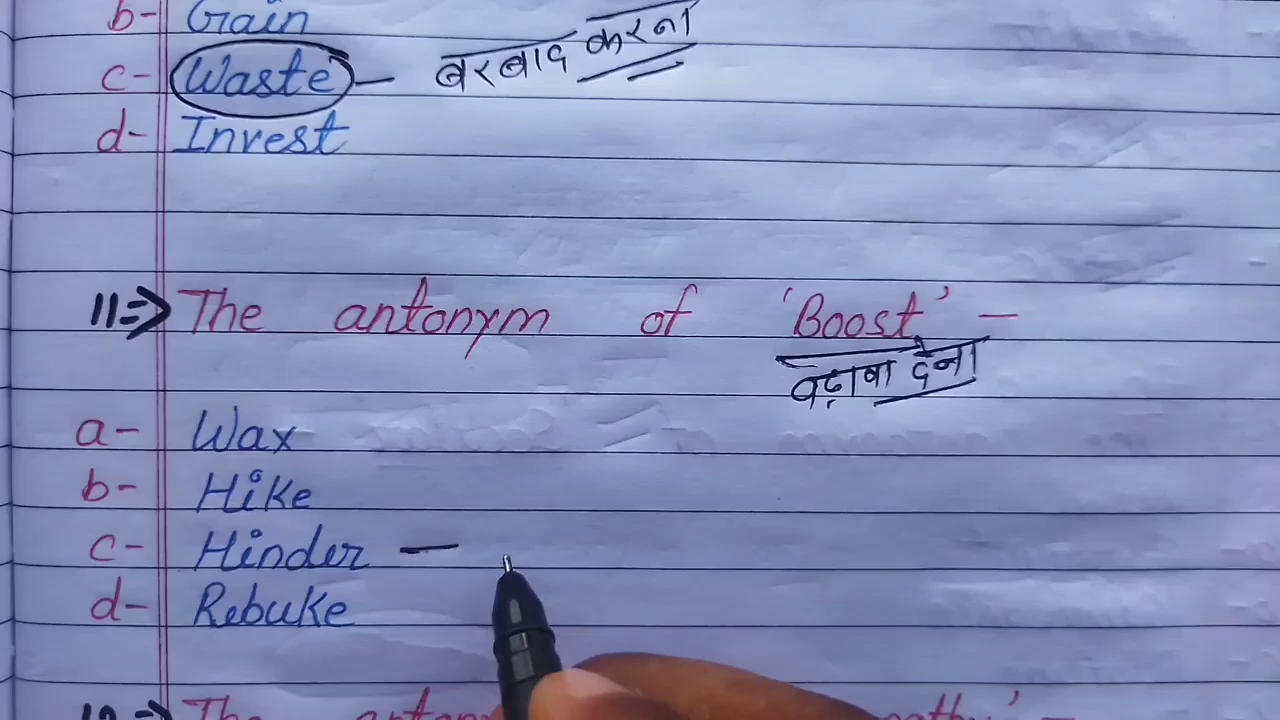 b- Gain
c- Waste - बरबाद करना
d- Invest
11⇒ The antonym of 'Boost' -
बढ़ावा देना
a- Wax
b- Hike
c- Hinder —
d- Rebuke